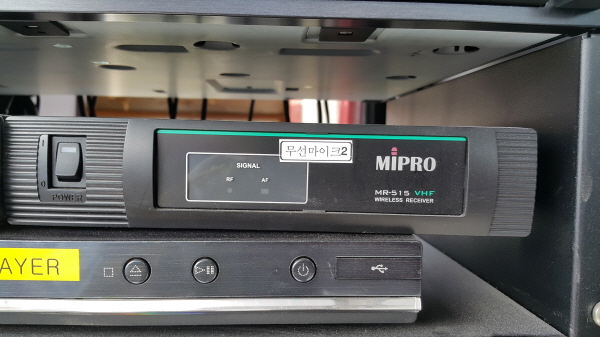 무선마이크2
SIGNAL
RF AF
MIPRO
MR-515 VHF
WIRELESS RECEIVER
I
O
POWER
AYER